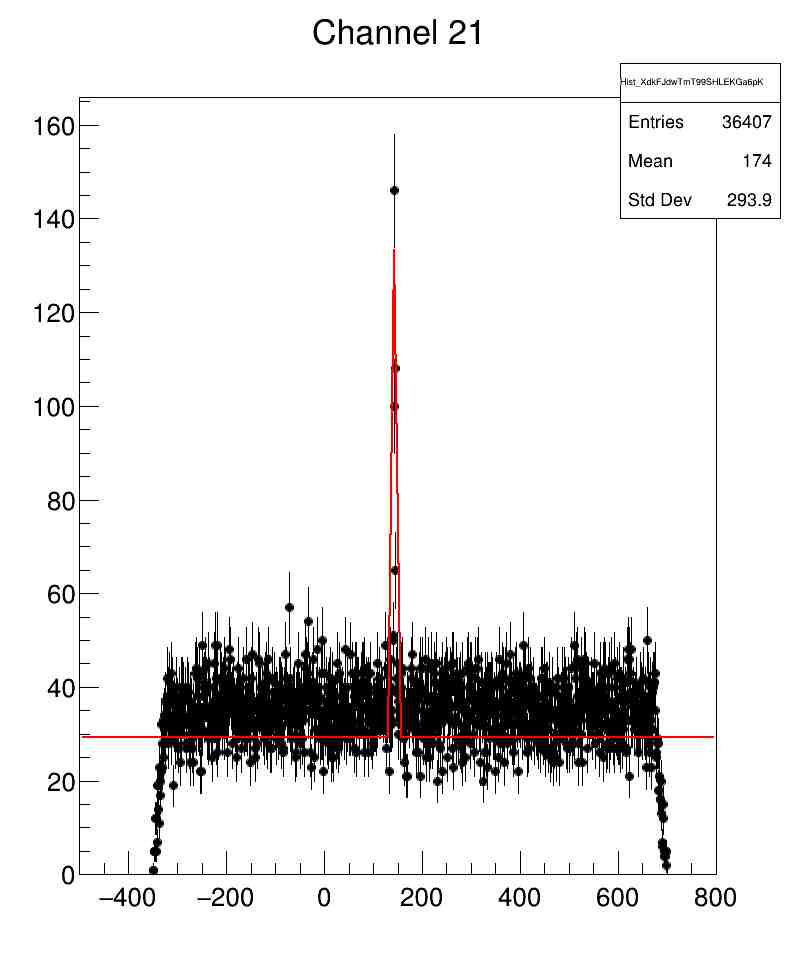 Channel 21
Hist_XdkFJdwTmT99SHLEKGa6pK
Entries 36407
Mean 174
Std Dev 293.9
160
140
120
100
80
60
40
20
0
−400 −200 0 200 400 600 800